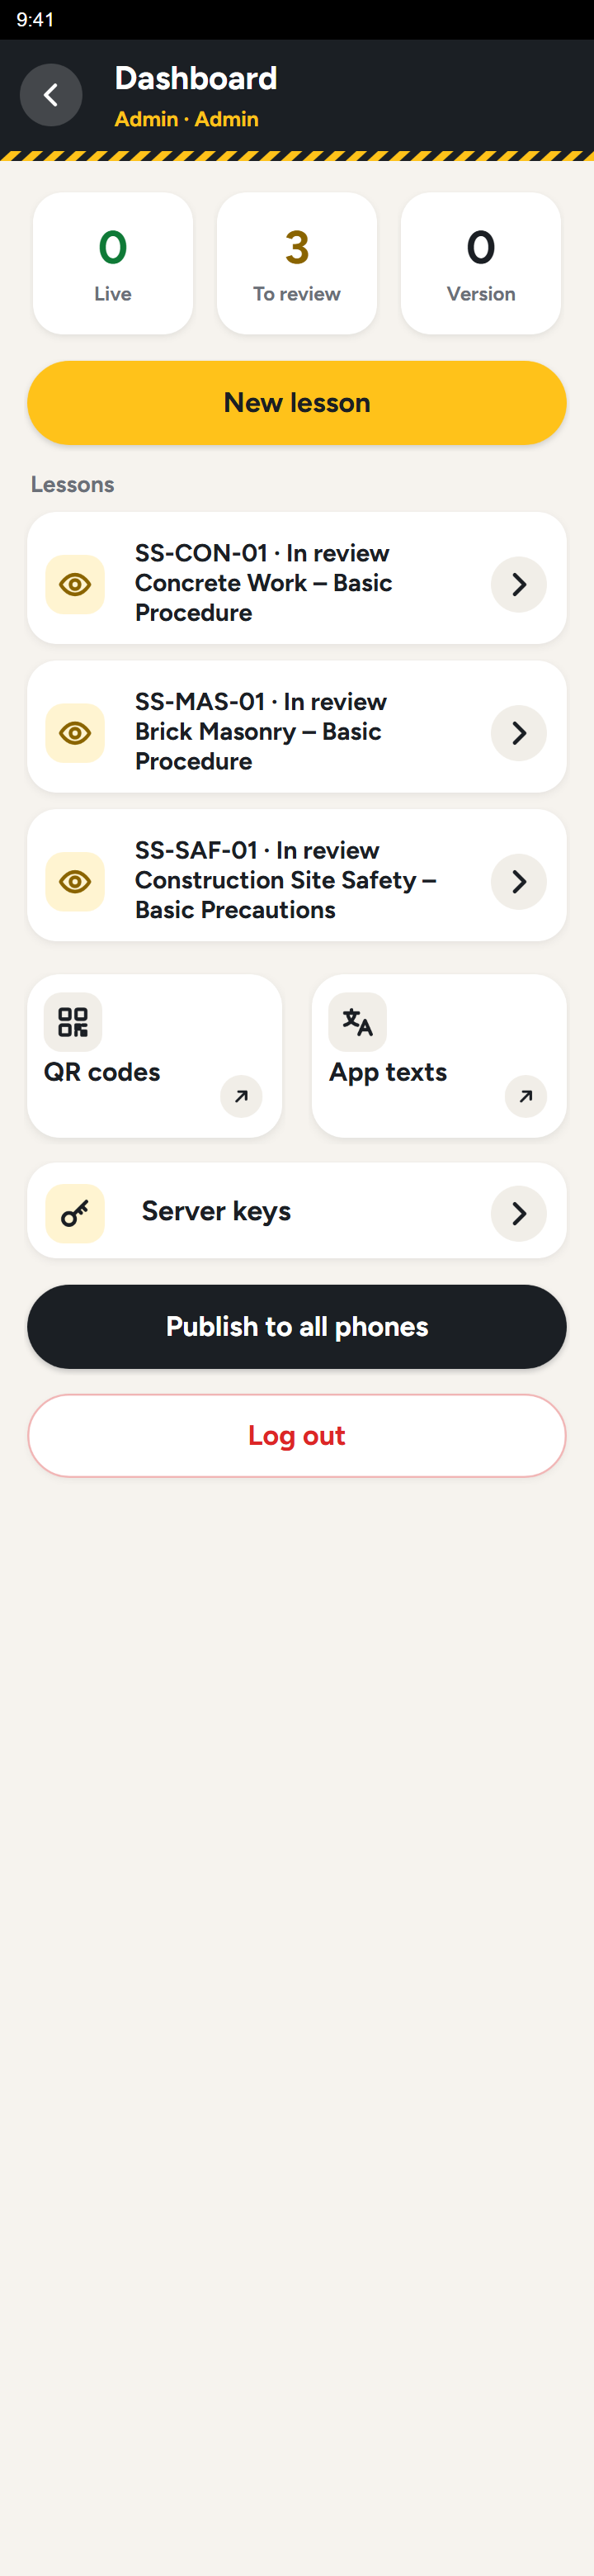 9:41
Dashboard
Admin · Admin
0
Live
3
To review
0
Version
New lesson
Lessons
SS-CON-01 · In review
Concrete Work – Basic
Procedure
SS-MAS-01 · In review
Brick Masonry – Basic
Procedure
SS-SAF-01 · In review
Construction Site Safety –
Basic Precautions
QR codes
App texts
Server keys
Publish to all phones
Log out